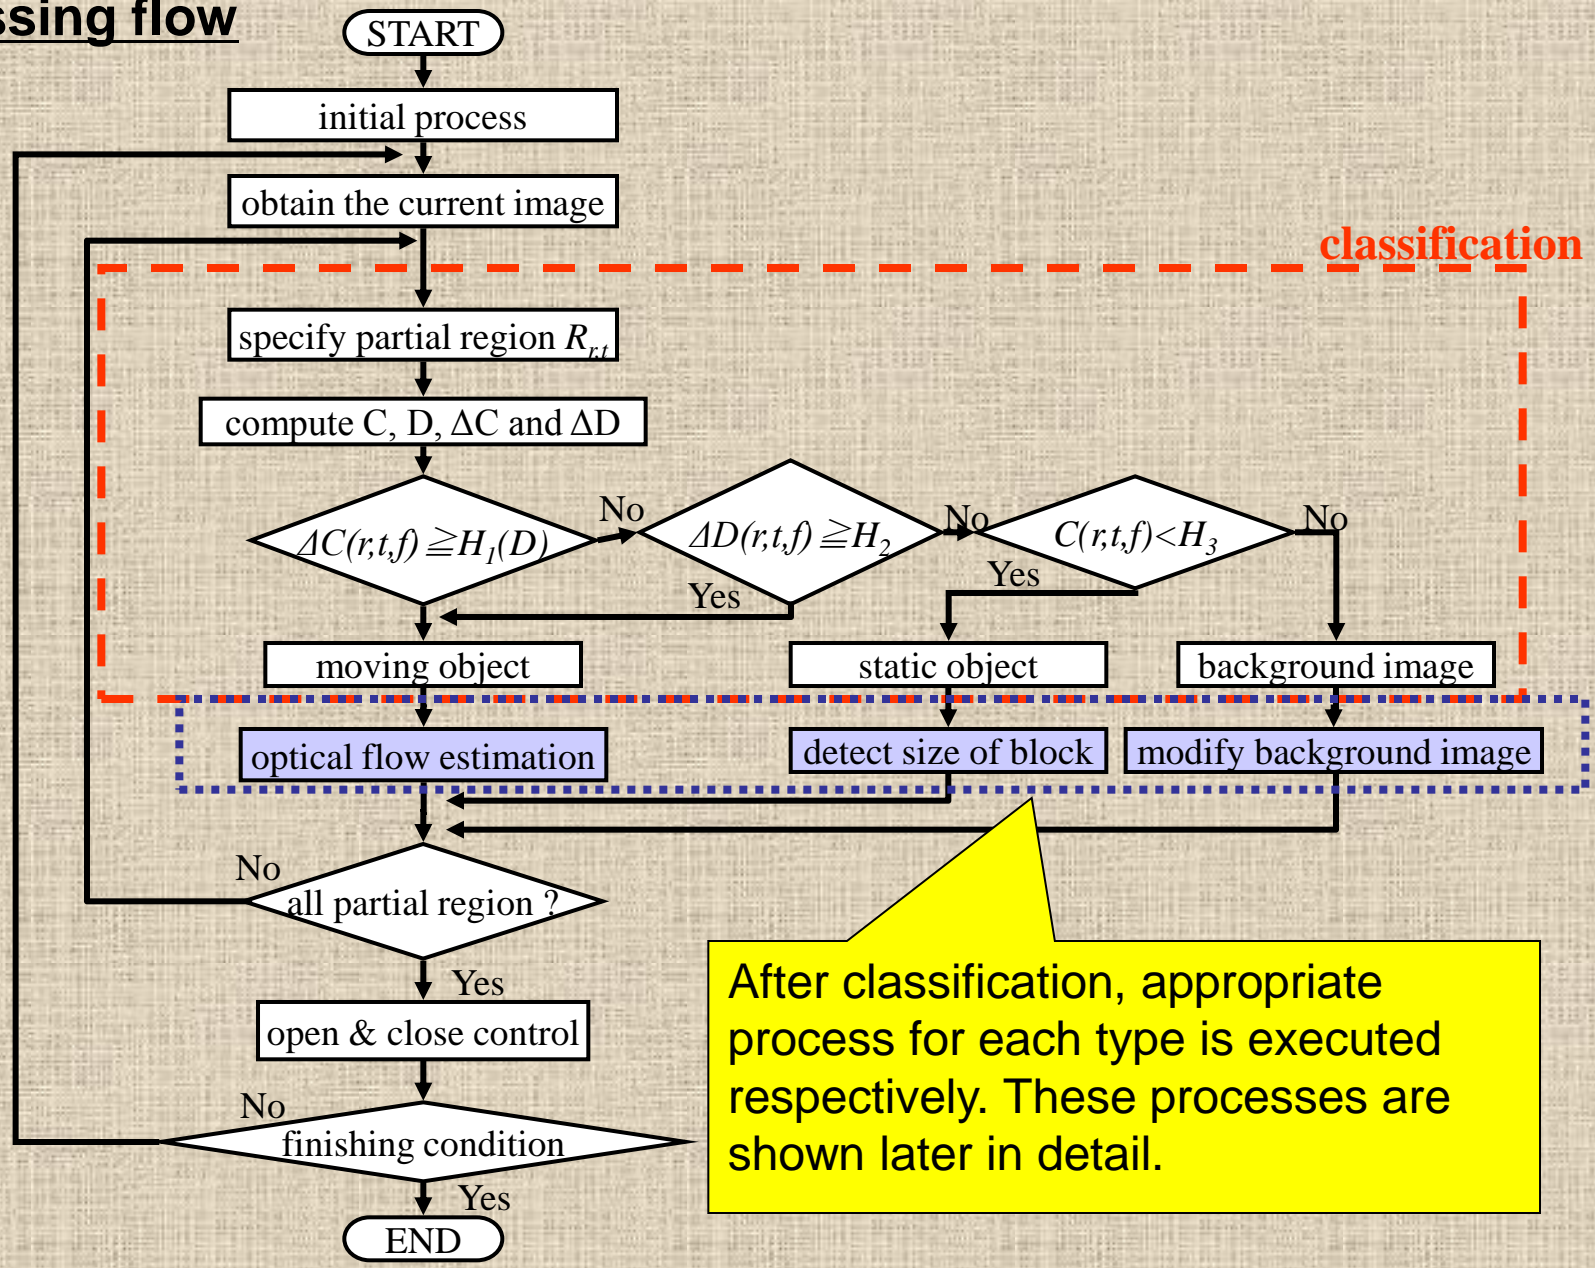 ssing flow
START
initial process
obtain the current image
classification
specify partial region R_{r,t}
compute C, D, ΔC and ΔD
ΔC(r,t,f)≧H_1(D)
No
ΔD(r,t,f)≧H_2
No
C(r,t,f)<H_3
No
Yes
Yes
moving object
static object
background image
optical flow estimation
detect size of block
modify background image
No
all partial region ?
Yes
open & close control
No
finishing condition
Yes
END
After classification, appropriate
process for each type is executed
respectively. These processes are
shown later in detail.